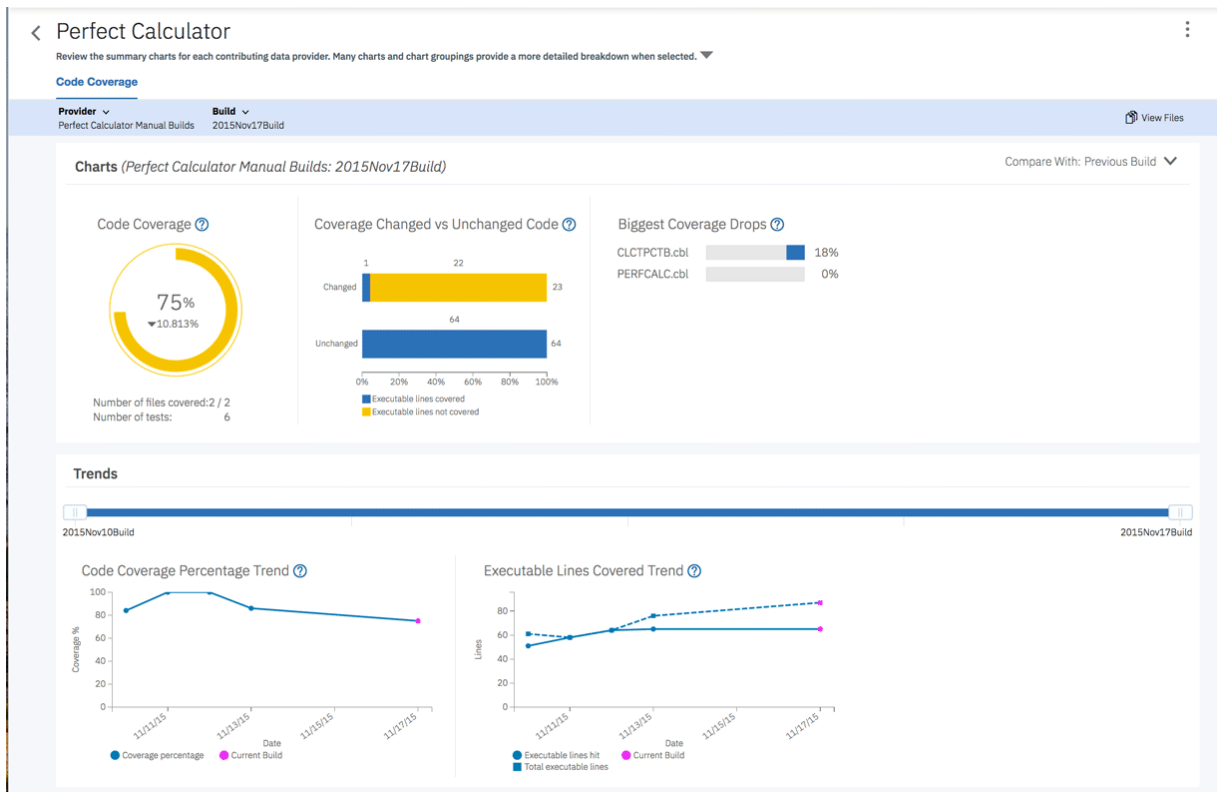 Perfect Calculator
Review the summary charts for each contributing data provider. Many charts and chart groupings provide a more detailed breakdown when selected.
Code Coverage
Provider Build
Perfect Calculator Manual Builds 2015Nov17Build
View Files
Charts (Perfect Calculator Manual Builds: 2015Nov17Build)
Compare With: Previous Build
Code Coverage ?
75%
▼10.813%
Number of files covered:2 / 2
Number of tests: 6
Coverage Changed vs Unchanged Code ?
1 22
Changed 23
64
Unchanged 64
0% 20% 40% 60% 80% 100%
Executable lines covered
Executable lines not covered
Biggest Coverage Drops ?
CLCTPCTB.cbl 18%
PERFCALC.cbl 0%
Trends
2015Nov10Build 2015Nov17Build
Code Coverage Percentage Trend ?
100
80
60
40
20
0
Coverage %
11/11/15 11/13/15 11/15/15 11/17/15
Date
Coverage percentage Current Build
Executable Lines Covered Trend ?
80
60
40
20
0
Lines
11/11/15 11/13/15 11/15/15 11/17/15
Date
Executable lines hit Current Build
Total executable lines